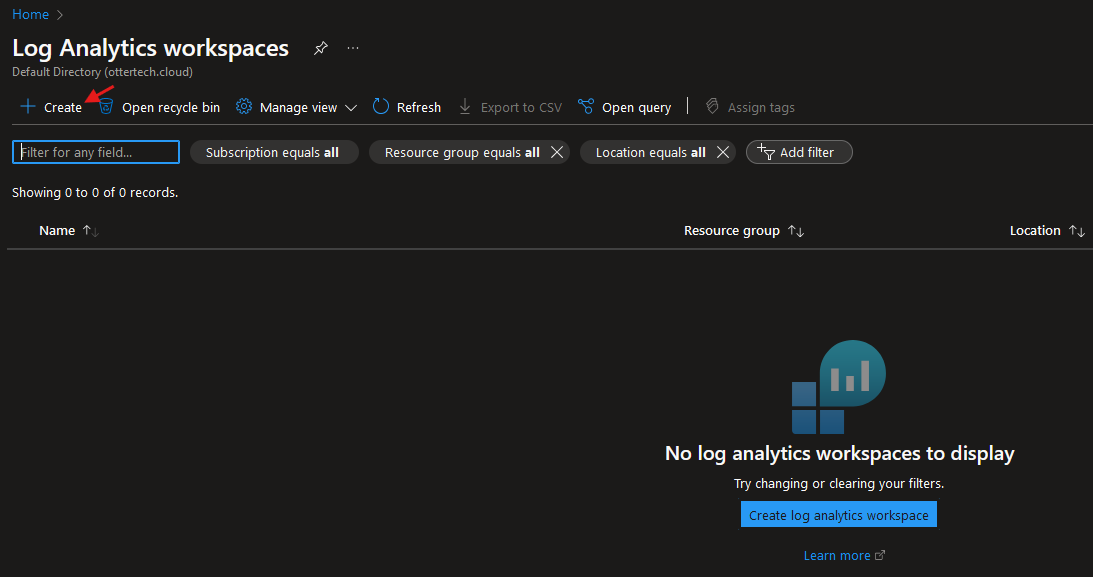 Home
Log Analytics workspaces
Default Directory (ottertech.cloud)
Create Open recycle bin Manage view Refresh Export to CSV Open query Assign tags
Filter for any field... Subscription equals all Resource group equals all Location equals all Add filter
Showing 0 to 0 of 0 records.
Name Resource group Location
No log analytics workspaces to display
Try changing or clearing your filters.
Create log analytics workspace
Learn more